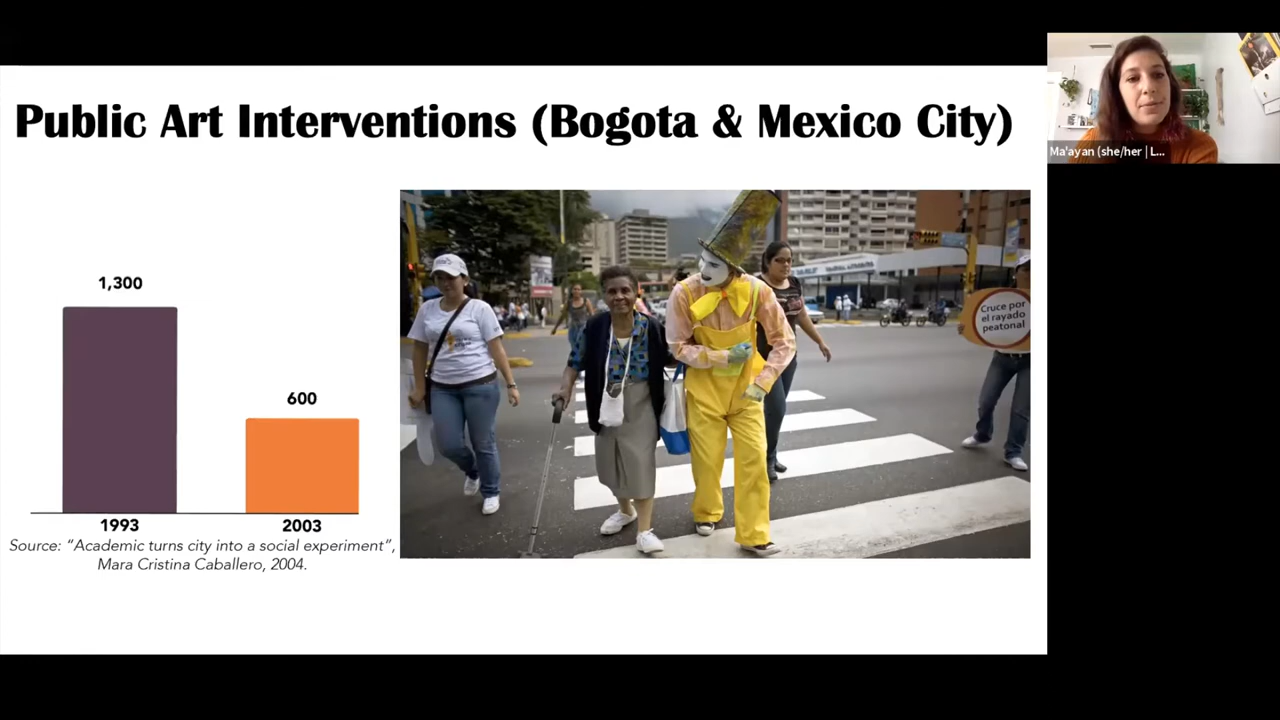 Public Art Interventions (Bogota & Mexico City)
Ma'ayan (she/her | L...
1,300
600
1993
2003
Source: “Academic turns city into a social experiment”,
Mara Cristina Caballero, 2004.
Cruce por
el rayado
peatonal